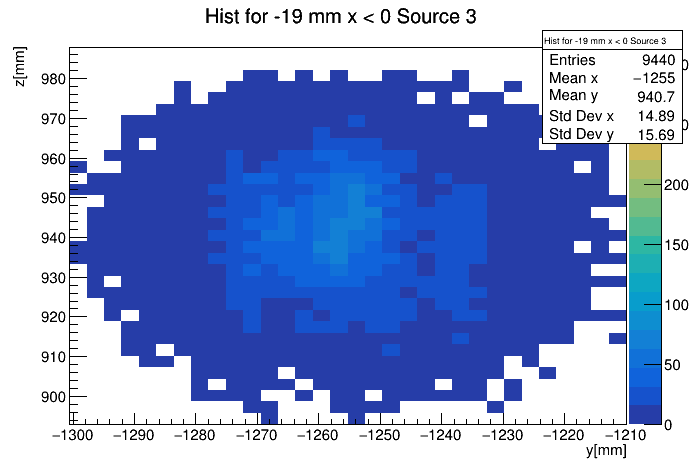 Hist for -19 mm x < 0 Source 3
z[mm]
Hist for -19 mm x < 0 Source 3
Entries 9440
Mean x −1255
Mean y 940.7
Std Dev x 14.89
Std Dev y 15.69
980
970
960
950
940
930
920
910
900
0
0
200
150
100
50
0
−1300 −1290 −1280 −1270 −1260 −1250 −1240 −1230 −1220 −1210
y[mm]